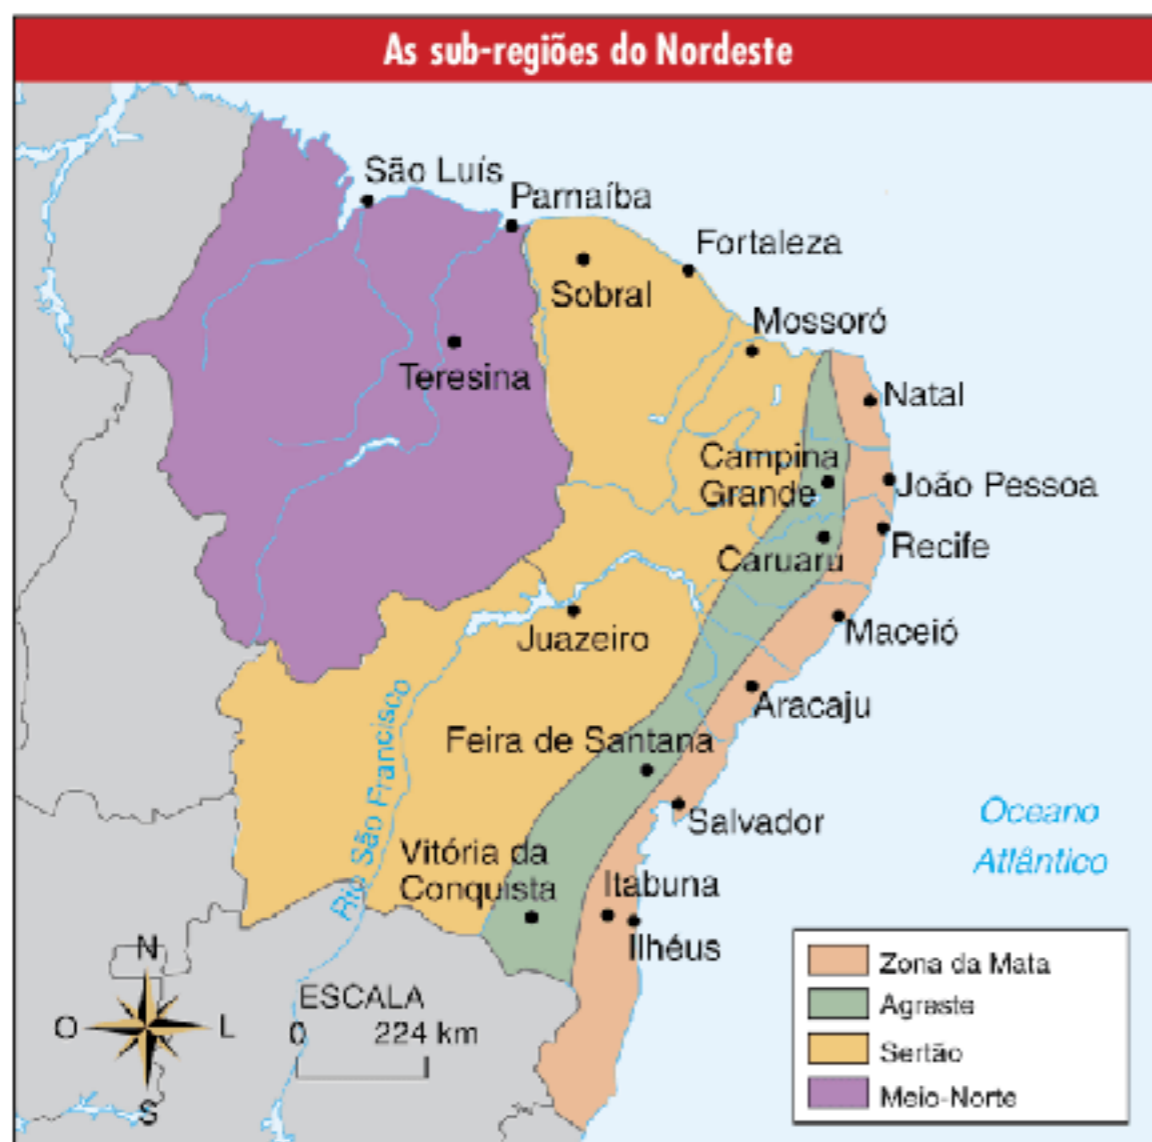 As sub-regiões do Nordeste
São Luís
Parnaíba
Fortaleza
Sobral
Mossoró
Teresina
Natal
Campina
Grande
João Pessoa
Recife
Caruaru
Juazeiro
Maceió
Aracaju
Feira de Santana
Rio São Francisco
Salvador
Oceano
Atlântico
Vitória da
Conquista
Itabuna
Ilhéus
N
O
L
S
ESCALA
0 224 km
Zona da Mata
Agreste
Sertão
Meio-Norte